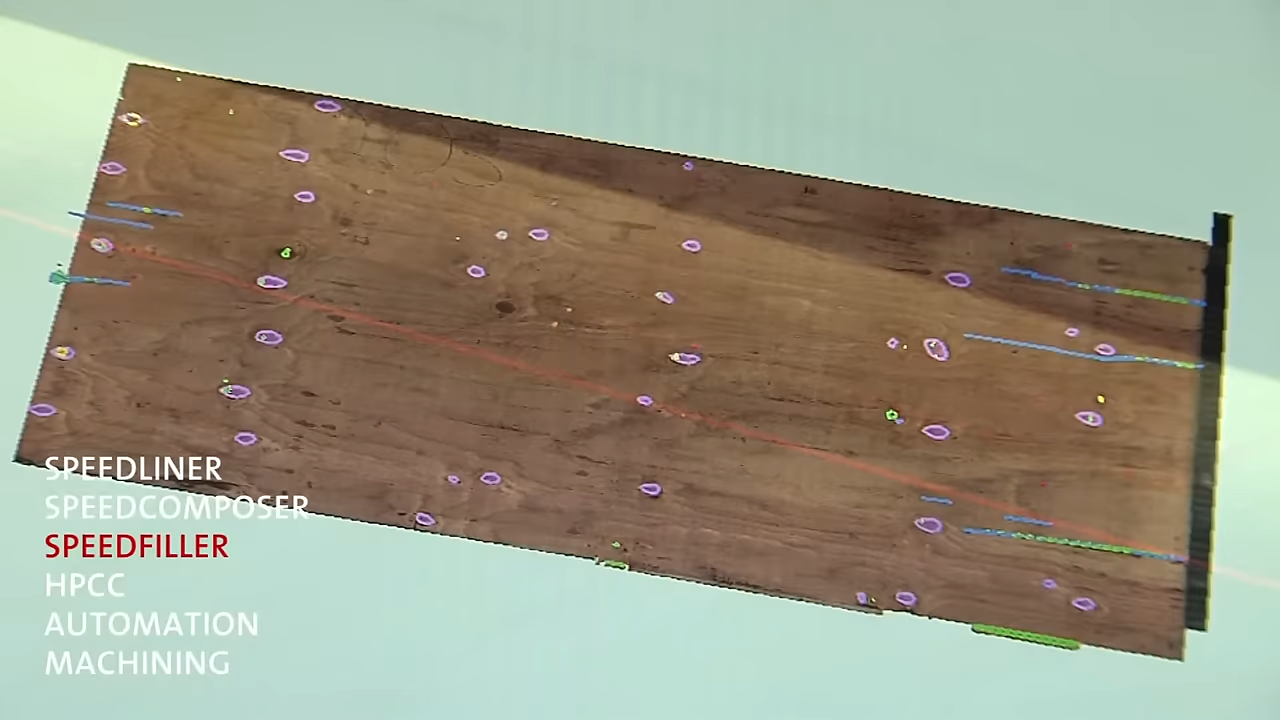 SPEEDLINER
SPEEDCOMPOSER
SPEEDFILLER
HPCC
AUTOMATION
MACHINING